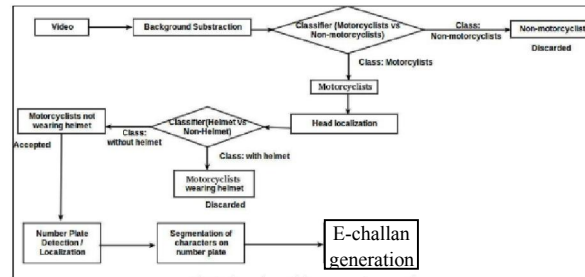 Video
Background Substraction
Classifier (Motorcyclists vs
Non-motorcyclists)
Class:
Non-motorcyclists
Non-motorcyclist
Discarded
Class: Motorcylists
Motorcyclists
Head localization
Classifier(Helmet vs
Non-Helmet)
Class:
without helmet
Motorcyclists not
wearing helmet
Accepted
Class: with helmet
Motorcyclists
wearing helmet
Discarded
Number Plate
Detection /
Localization
Segmentation of
characters on
number plate
E-challan
generation